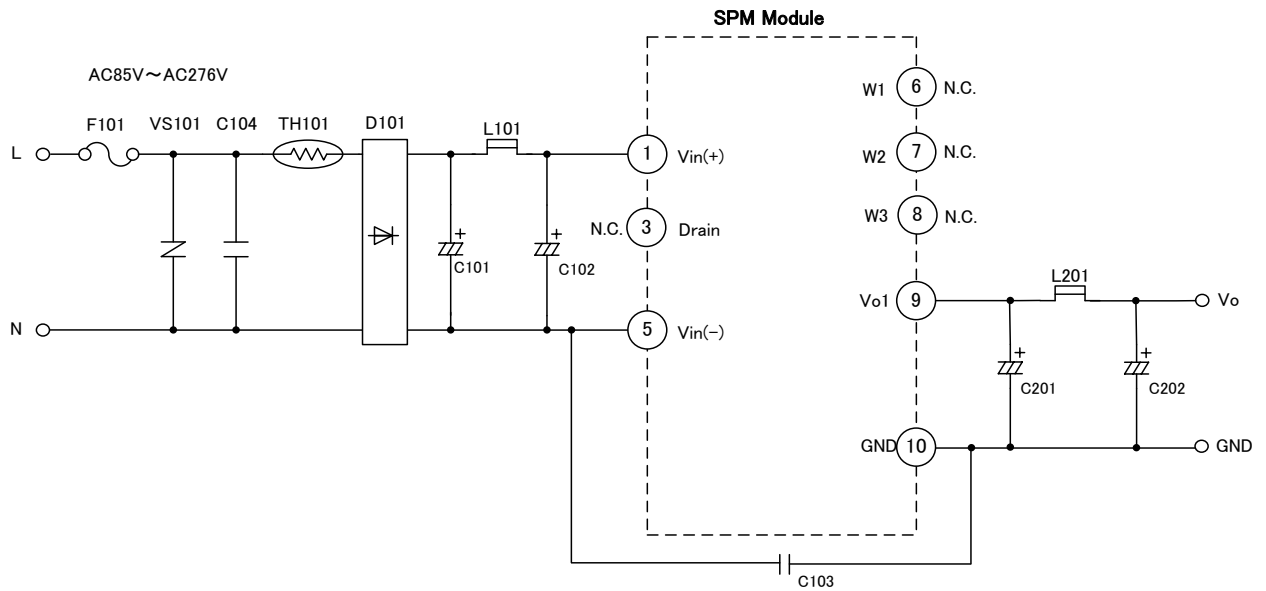 SPM Module
AC85V～AC276V
F101 VS101 C104 TH101 D101 L101
L
N
C101
C102
1 Vin(+)
N.C. 3 Drain
5 Vin(-)
W1 6 N.C.
W2 7 N.C.
W3 8 N.C.
Vo1 9
L201
Vo
C201
C202
GND 10
GND
C103